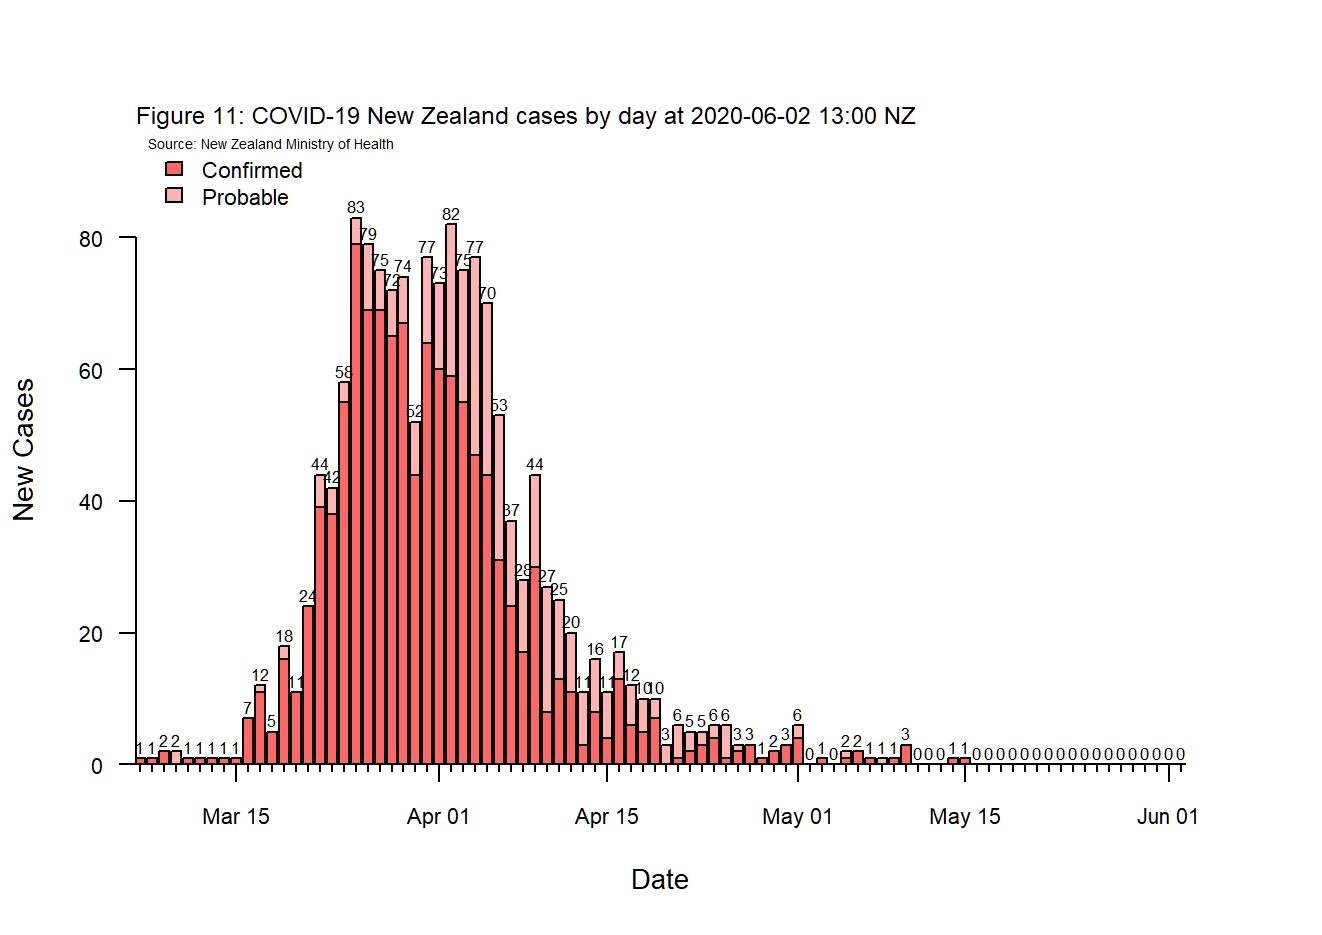 Figure 11: COVID-19 New Zealand cases by day at 2020-06-02 13:00 NZ
Source: New Zealand Ministry of Health
Confirmed
Probable
New Cases
80
60
40
20
0
1 1 2 2 1 1 1 1 1 7 12 5 18 11 24 44 42 58 83 79 75 72 74 52 77 73 82 75 77 70 53 37 28 44 27 25 20 11 16 11 17 12 10 10 3 6 5 5 6 6 3 3 1 2 3 6 0 1 0 2 2 1 1 1 3 0 0 0 1 1 0 0 0 0 0 0 0 0 0 0 0 0 0 0 0 0 0 0
Mar 15
Apr 01
Apr 15
May 01
May 15
Jun 01
Date